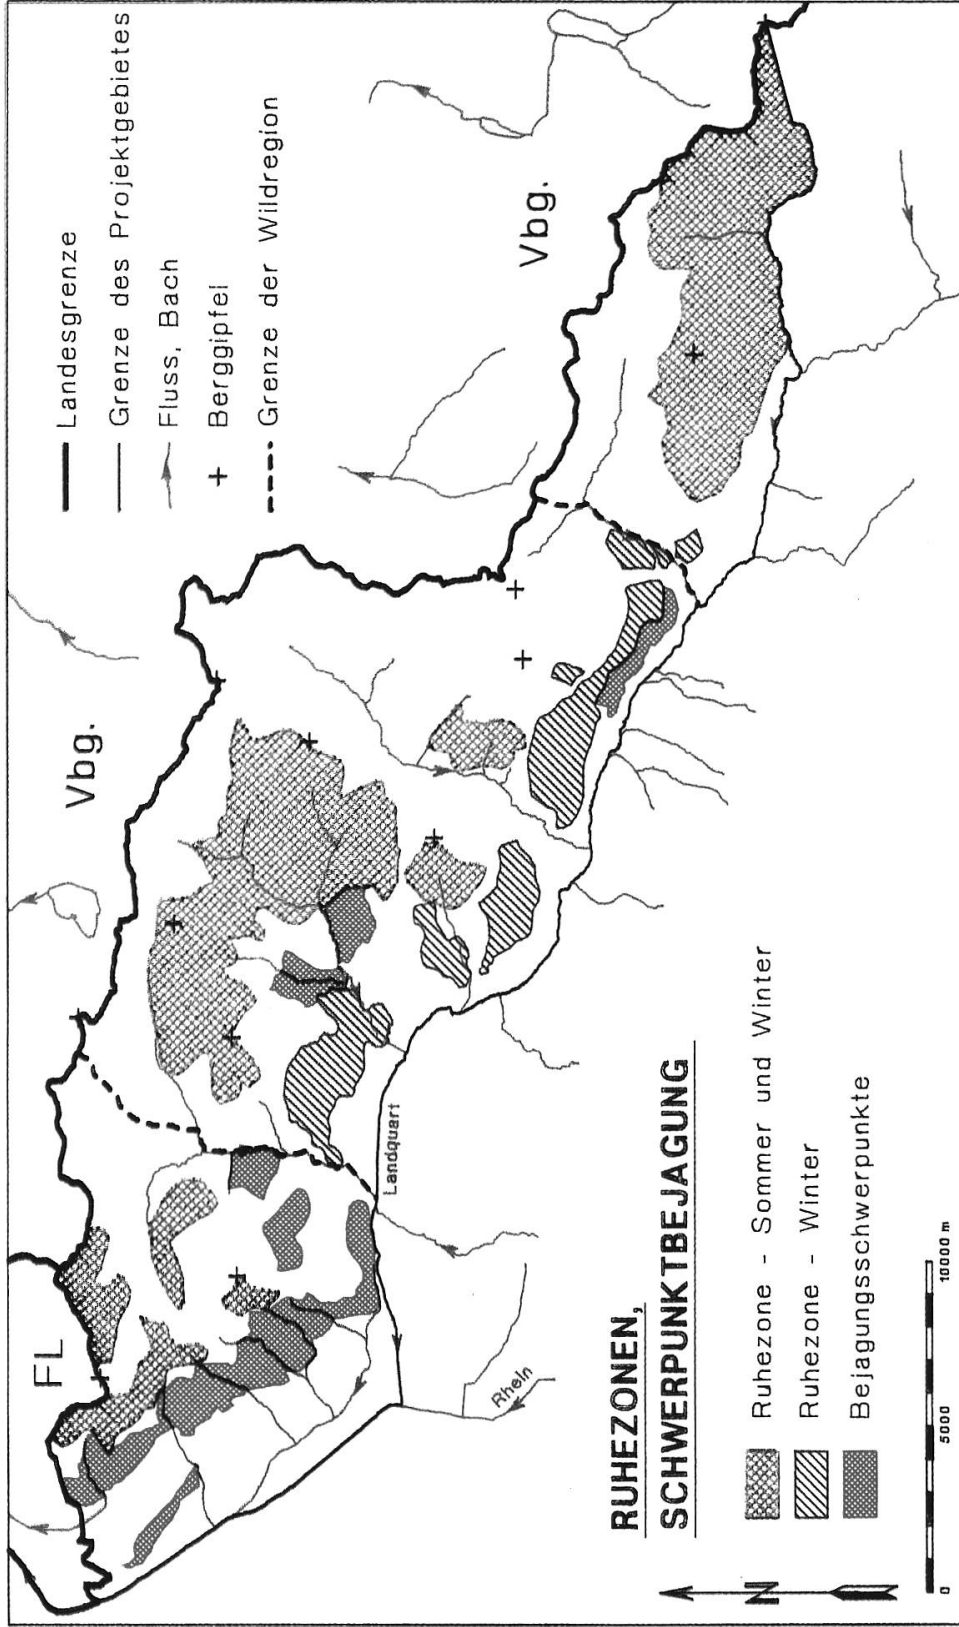 FL
Vbg.
Vbg.
Landesgrenze
Grenze des Projektgebietes
Fluss, Bach
Berggipfel
Grenze der Wildregion
Landquart
Rhein
RUHEZONEN,
SCHWERPUNKTBEJAGUNG
N
Ruhezone - Sommer und Winter
Ruhezone - Winter
Bejagungsschwerpunkte
0 5000 10000 m